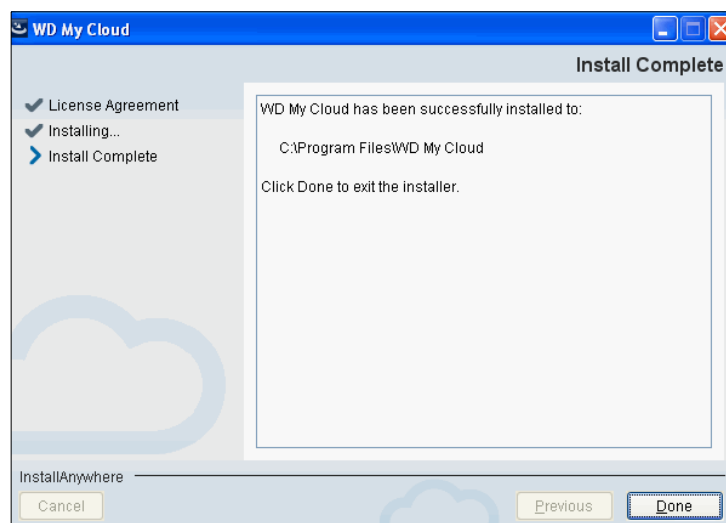 WD My Cloud
Install Complete
License Agreement
Installing...
Install Complete
WD My Cloud has been successfully installed to:
C:\Program Files\WD My Cloud
Click Done to exit the installer.
InstallAnywhere
Cancel
Previous
Done